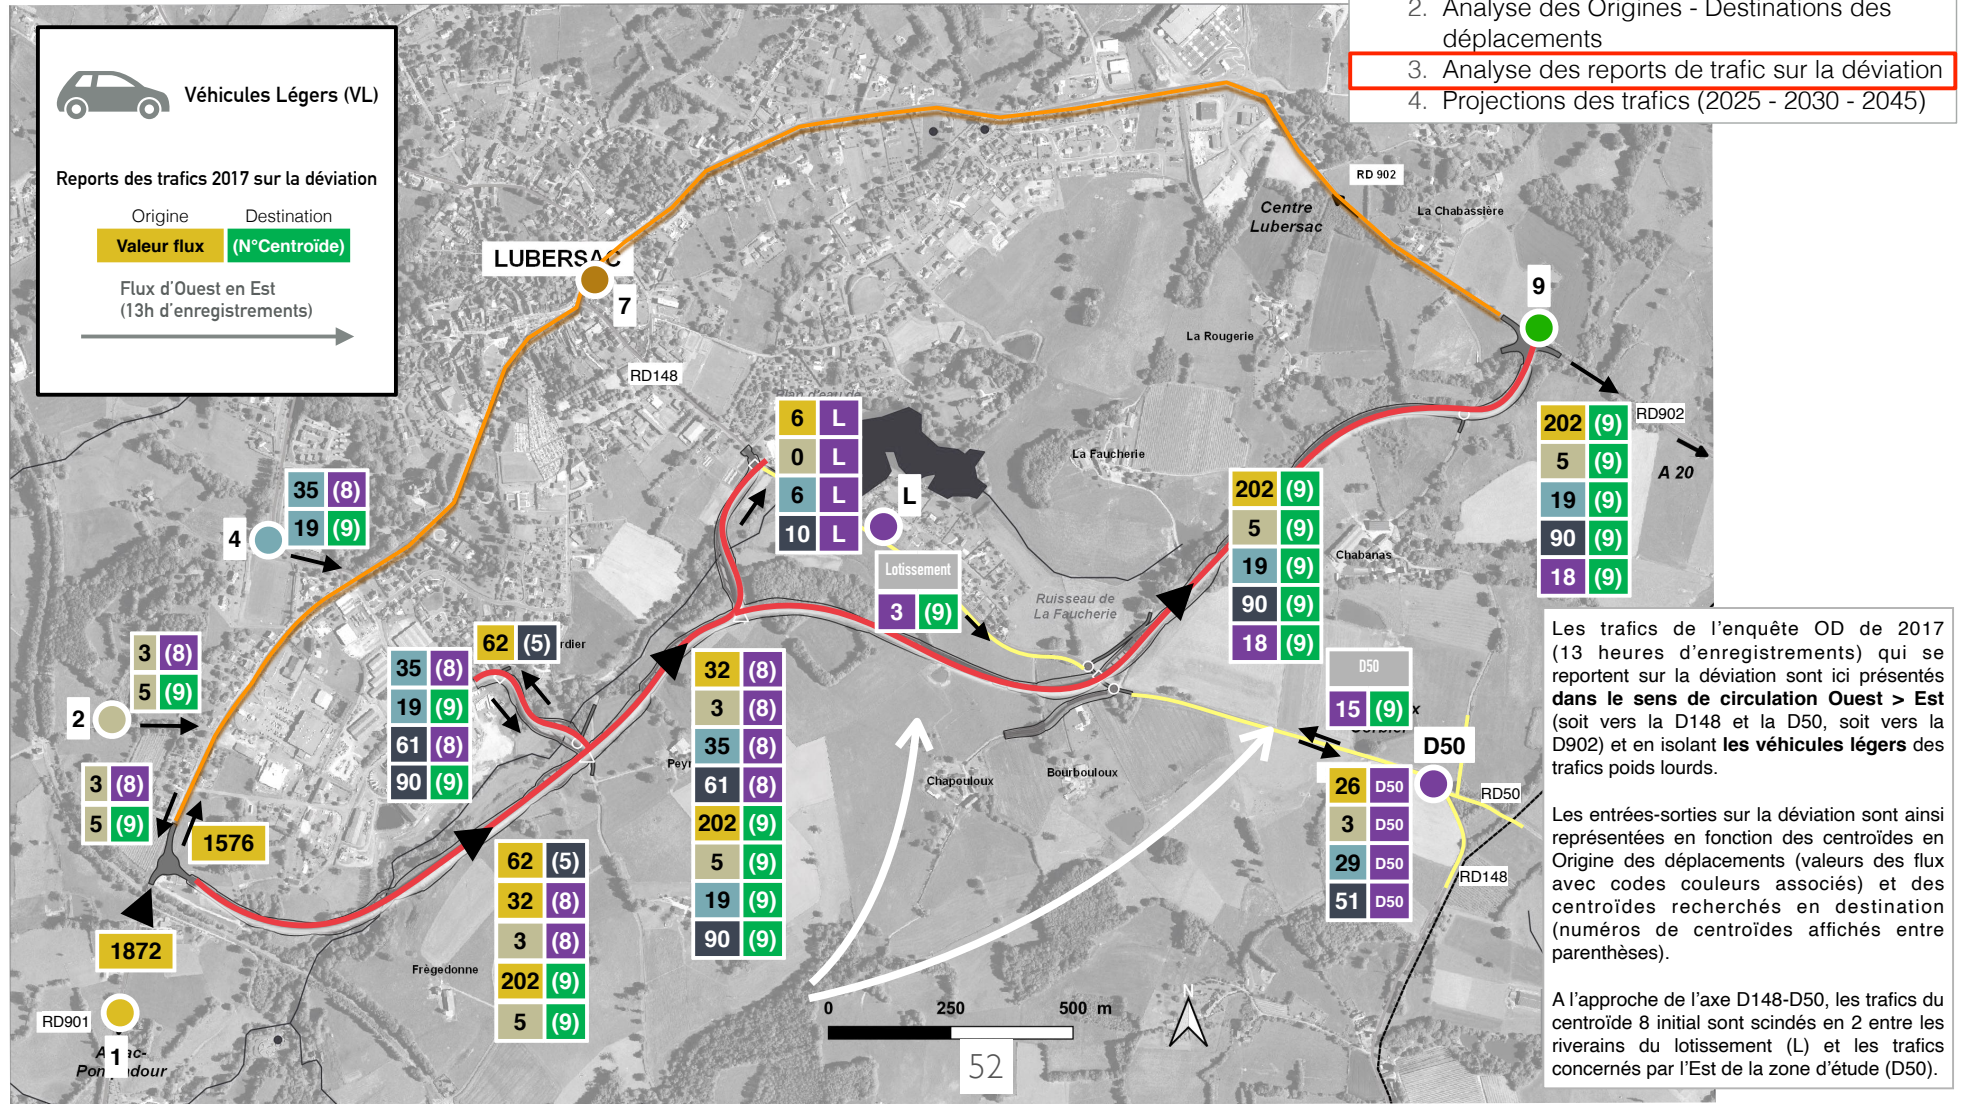 2. Analyse des Origines - Destinations des
déplacements
3. Analyse des reports de trafic sur la déviation
4. Projections des trafics (2025 - 2030 - 2045)
Véhicules Légers (VL)
Reports des trafics 2017 sur la déviation
Origine Destination
Valeur flux (N°Centroïde)
Flux d'Ouest en Est
(13h d'enregistrements)
RD 902
Centre
Lubersac
La Chabassière
LUBERSAC
7
9
La Rougerie
RD148
RD902
A 20
202 (9)
5 (9)
19 (9)
90 (9)
18 (9)
6 L
0 L
6 L
10 L
L
La Faucherie
35 (8)
19 (9)
4
202 (9)
5 (9)
19 (9)
90 (9)
18 (9)
Chabanas
Lotissement
3 (9)
Ruisseau de
La Faucherie
3 (8)
5 (9)
2
62 (5)
rdier
35 (8)
19 (9)
61 (8)
90 (9)
32 (8)
3 (8)
35 (8)
61 (8)
202 (9)
5 (9)
19 (9)
90 (9)
Peyr
Chapouloux
Bourbouloux
D50
15 (9)
D50
26 D50
3 D50
29 D50
51 D50
RD50
RD148
3 (8)
5 (9)
1576
1872
62 (5)
32 (8)
3 (8)
202 (9)
5 (9)
Frègedonne
RD901
1
0 250 500 m
N
52
Les trafics de l'enquête OD de 2017
(13 heures d'enregistrements) qui se
reportent sur la déviation sont ici présentés
dans le sens de circulation Ouest > Est
(soit vers la D148 et la D50, soit vers la
D902) et en isolant les véhicules légers des
trafics poids lourds.
Les entrées-sorties sur la déviation sont ainsi
représentées en fonction des centroïdes en
Origine des déplacements (valeurs des flux
avec codes couleurs associés) et des
centroïdes recherchés en destination
(numéros de centroïdes affichés entre
parenthèses).
A l'approche de l'axe D148-D50, les trafics du
centroïde 8 initial sont scindés en 2 entre les
riverains du lotissement (L) et les trafics
concernés par l'Est de la zone d'étude (D50).